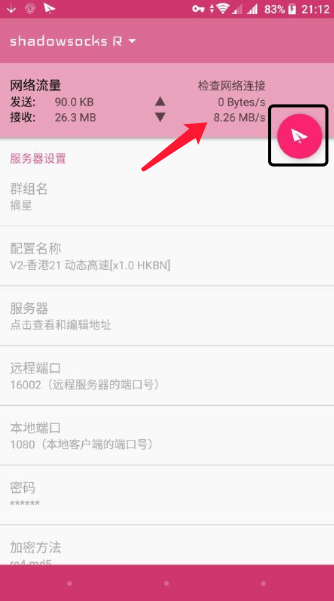 83% 21:12
shadowsocks R
网络流量 检查网络连接
发送: 90.0 KB 0 Bytes/s
接收: 26.3 MB 8.26 MB/s
服务器设置
群组名
摘星
配置名称
V2-香港21 动态高速[x1.0 HKBN]
服务器
点击查看和编辑地址
远程端口
16002（远程服务器的端口号）
本地端口
1080（本地客户端的端口号）
密码
******
加密方法
rc4-md5